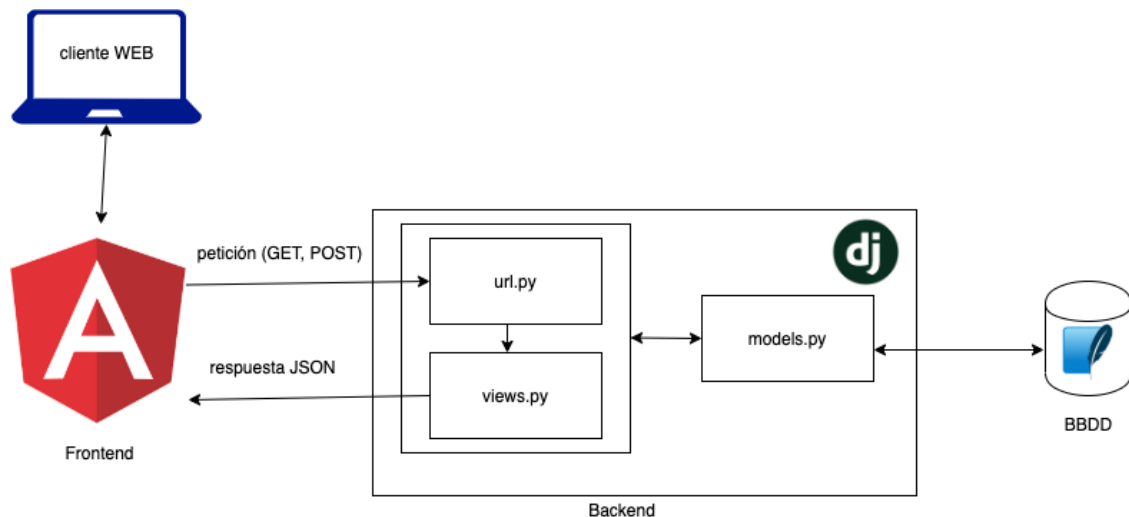 cliente WEB
petición (GET, POST)
url.py
models.py
respuesta JSON
views.py
Frontend
BBDD
Backend
dj